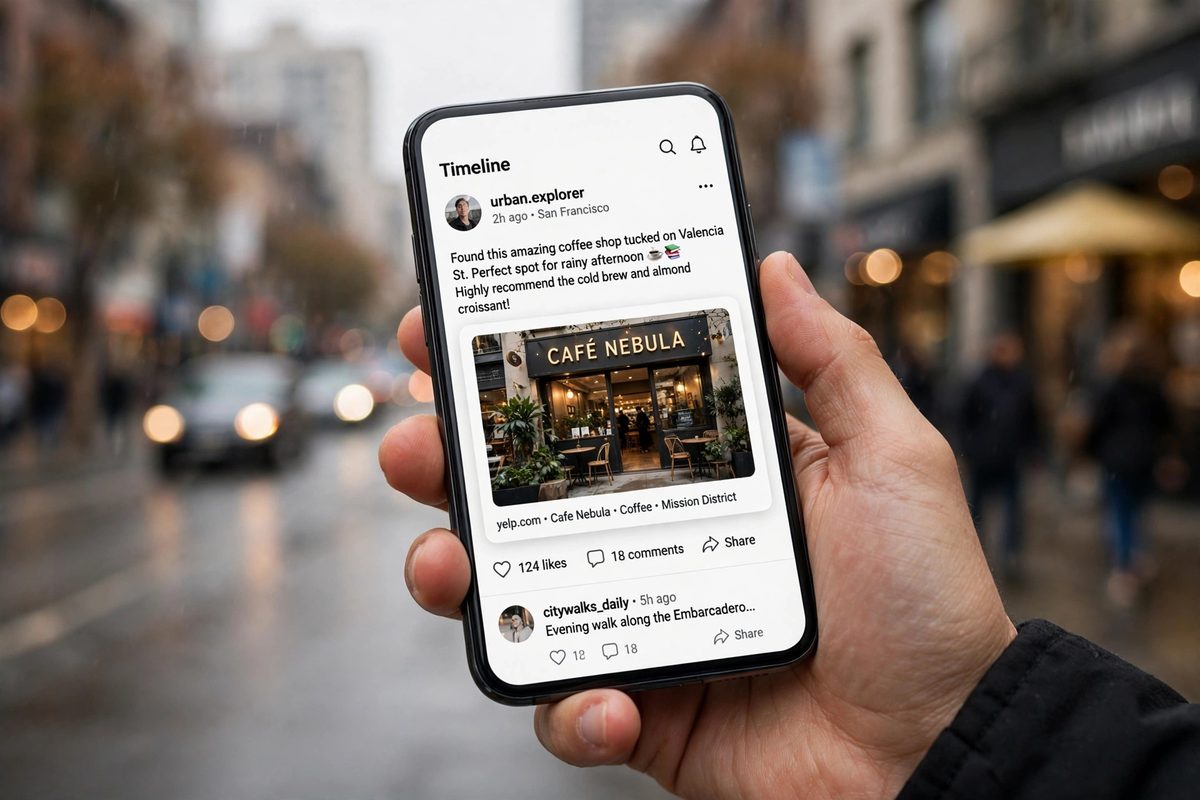 Timeline
urban.explorer
2h ago • San Francisco
Found this amazing coffee shop tucked on Valencia
St. Perfect spot for rainy afternoon ☕📚
Highly recommend the cold brew and almond
croissant!
CAFÉ NEBULA
yelp.com • Cafe Nebula • Coffee • Mission District
124 likes 18 comments Share
citywalks_daily • 5h ago
Evening walk along the Embarcadero...
18 18 Share